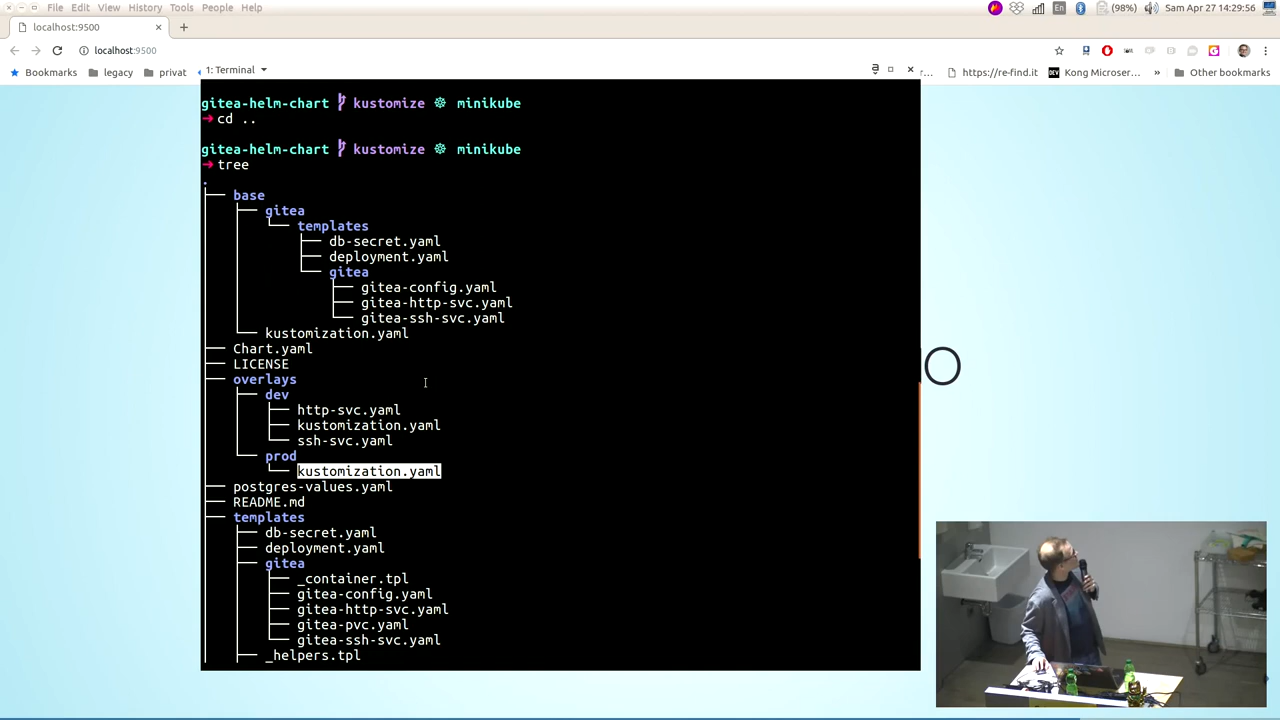 File Edit View History Tools People Help
En (98%) Sam Apr 27 14:29:56
localhost:9500
localhost:9500
Bookmarks legacy privat … https://re-find.it DEV Kong Microser… » Other bookmarks
1: Terminal
gitea-helm-chart kustomize minikube
➜ cd ..
gitea-helm-chart kustomize minikube
➜ tree
.
├── base
│   ├── gitea
│   │   └── templates
│   │       ├── db-secret.yaml
│   │       ├── deployment.yaml
│   │       └── gitea
│   │           ├── gitea-config.yaml
│   │           ├── gitea-http-svc.yaml
│   │           └── gitea-ssh-svc.yaml
│   └── kustomization.yaml
├── Chart.yaml
├── LICENSE
├── overlays
│   ├── dev
│   │   ├── http-svc.yaml
│   │   ├── kustomization.yaml
│   │   └── ssh-svc.yaml
│   └── prod
│       └── kustomization.yaml
├── postgres-values.yaml
├── README.md
├── templates
│   ├── db-secret.yaml
│   ├── deployment.yaml
│   ├── gitea
│   │   ├── _container.tpl
│   │   ├── gitea-config.yaml
│   │   ├── gitea-http-svc.yaml
│   │   ├── gitea-pvc.yaml
│   │   └── gitea-ssh-svc.yaml
│   ├── _helpers.tpl